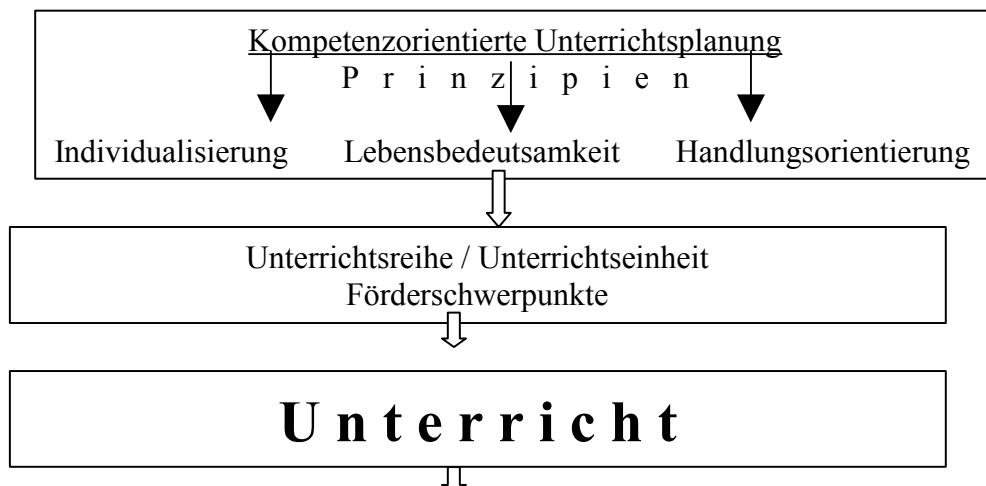 Kompetenzorientierte Unterrichtsplanung
P r i n z i p i e n
Individualisierung Lebensbedeutsamkeit Handlungsorientierung
Unterrichtsreihe / Unterrichtseinheit
Förderschwerpunkte
U n t e r r i c h t